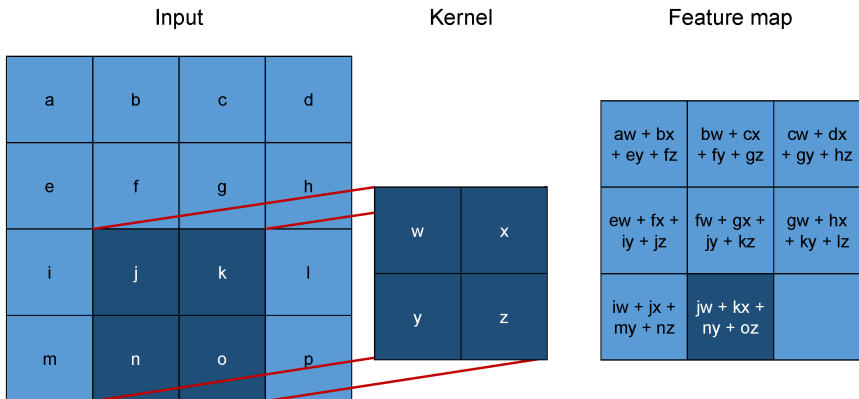 Input
Kernel
Feature map
a b c d
e f g h
i j k l
m n o p
w x
y z
aw + bx
+ ey + fz
bw + cx
+ fy + gz
cw + dx
+ gy + hz
ew + fx +
iy + jz
fw + gx +
jy + kz
gw + hx
+ ky + lz
iw + jx +
my + nz
jw + kx +
ny + oz